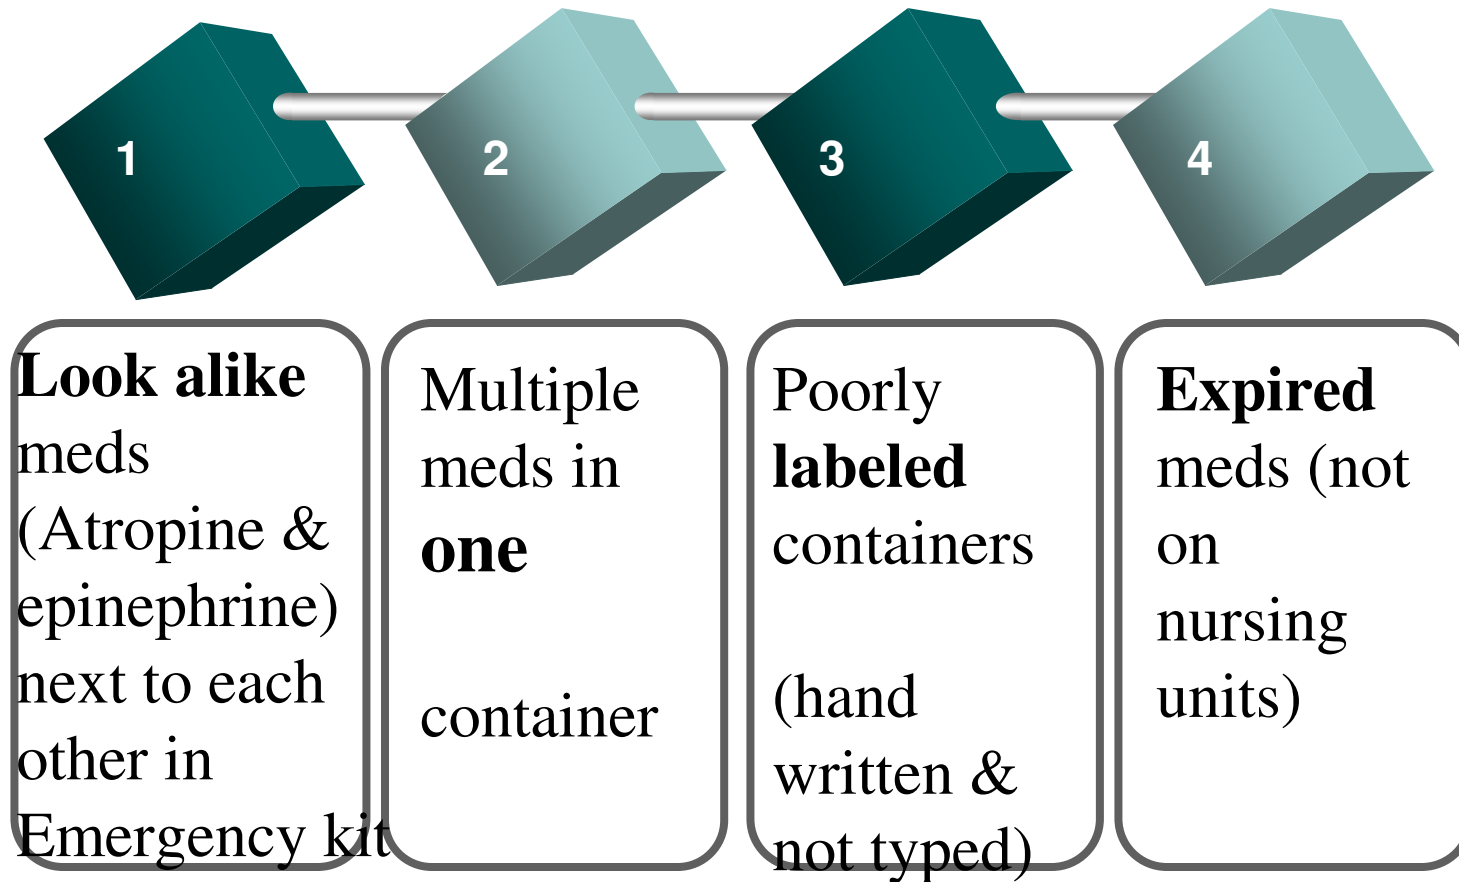 1
2
3
4
Look alike
meds
(Atropine &
epinephrine)
next to each
other in
Emergency kit
Multiple
meds in
one
container
Poorly
labeled
containers
(hand
written &
not typed)
Expired
meds (not
on
nursing
units)